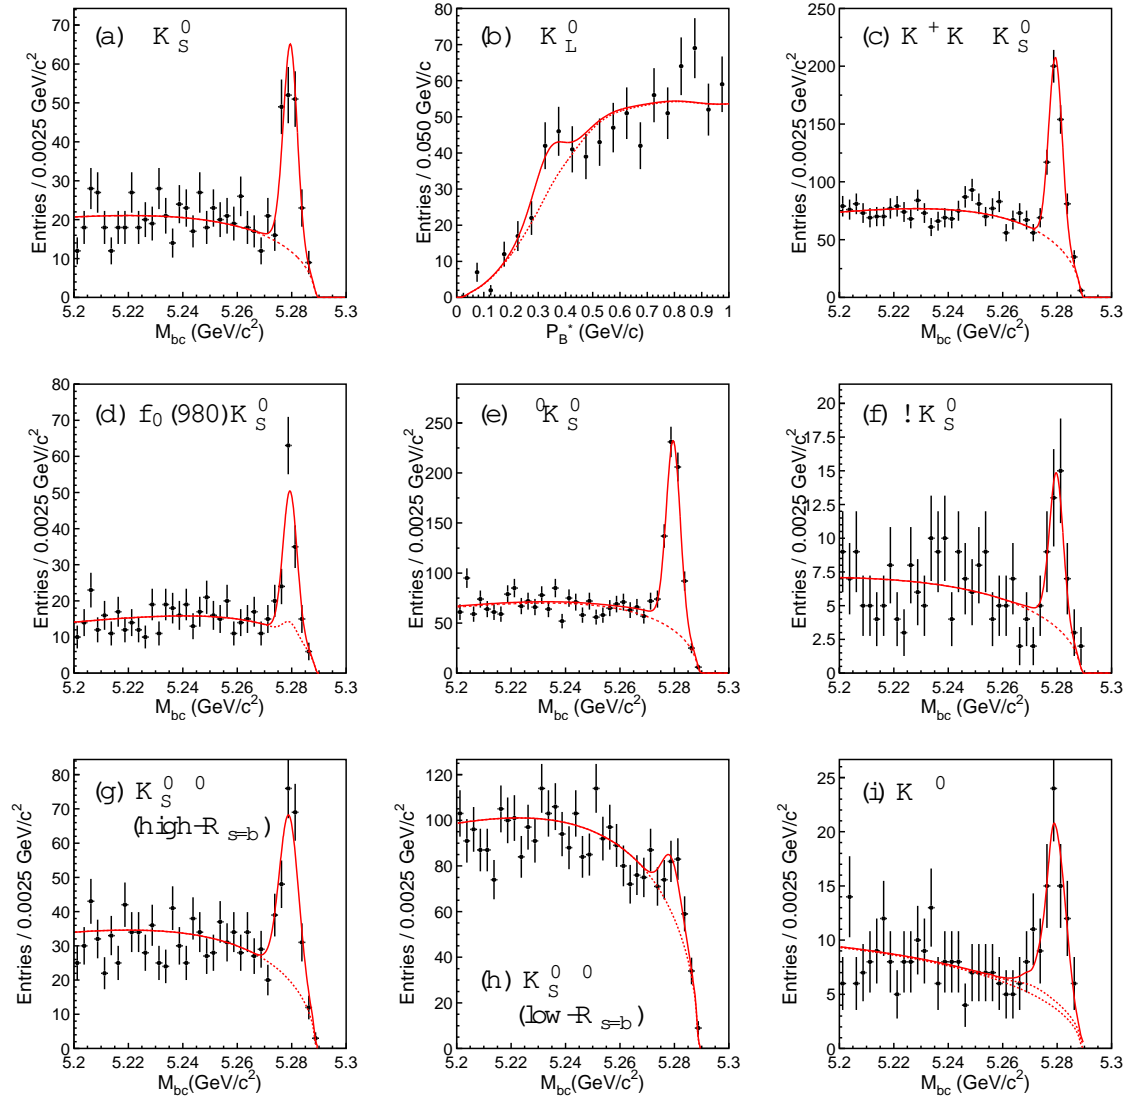 (a) K S 0
Entries / 0.0025 GeV/c2
70
60
50
40
30
20
10
0
5.2 5.22 5.24 5.26 5.28 5.3
Mbc (GeV/c2)
(b) K L 0
Entries / 0.050 GeV/c
80
70
60
50
40
30
20
10
0
0 0.1 0.2 0.3 0.4 0.5 0.6 0.7 0.8 0.9 1
PB* (GeV/c)
(c) K + K K S 0
Entries / 0.0025 GeV/c2
250
200
150
100
50
0
5.2 5.22 5.24 5.26 5.28 5.3
Mbc (GeV/c2)
(d) f0 (980)K S 0
Entries / 0.0025 GeV/c2
80
70
60
50
40
30
20
10
0
5.2 5.22 5.24 5.26 5.28 5.3
Mbc (GeV/c2)
(e) 0 K S 0
Entries / 0.0025 GeV/c2
250
200
150
100
50
0
5.2 5.22 5.24 5.26 5.28 5.3
Mbc (GeV/c2)
(f) ! K S 0
Entries / 0.0025 GeV/c2
20
17.5
15
12.5
10
7.5
5
2.5
0
5.2 5.22 5.24 5.26 5.28 5.3
Mbc (GeV/c2)
(g) K S 0 0
(high-R s=b)
Entries / 0.0025 GeV/c2
80
70
60
50
40
30
20
10
0
5.2 5.22 5.24 5.26 5.28 5.3
Mbc(GeV/c2)
(h) K S 0 0
(low-R s=b)
Entries / 0.0025 GeV/c2
120
100
80
60
40
20
0
5.2 5.22 5.24 5.26 5.28 5.3
Mbc(GeV/c2)
(i) K 0
Entries / 0.0025 GeV/c2
25
20
15
10
5
0
5.2 5.22 5.24 5.26 5.28 5.3
Mbc(GeV/c2)